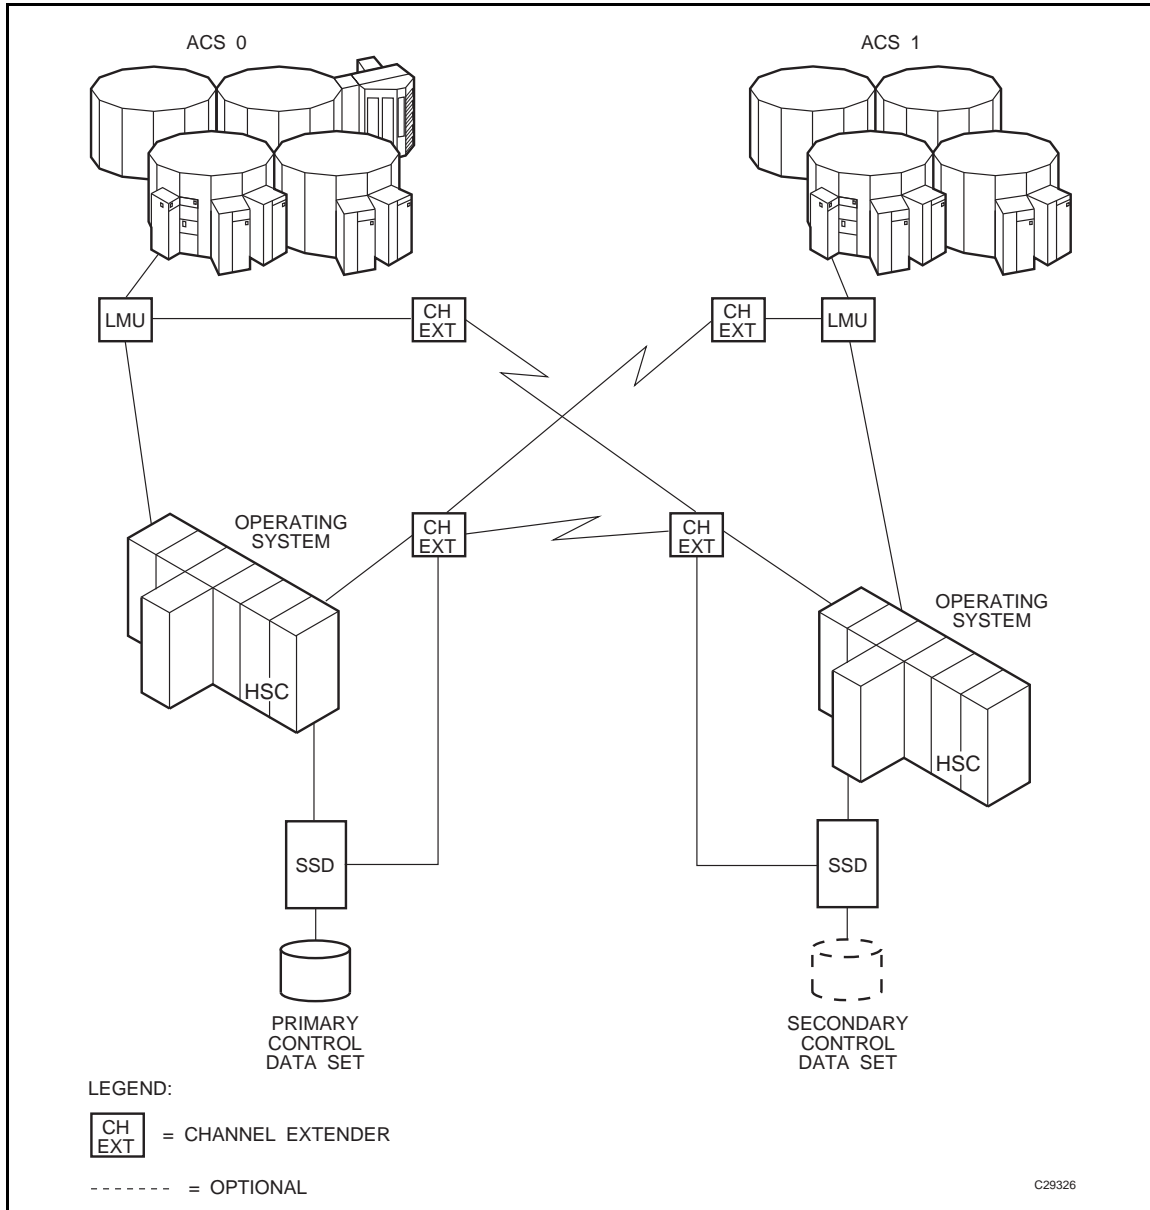 ACS 0
ACS 1
LMU
CH
EXT
CH
EXT
LMU
OPERATING
SYSTEM
CH
EXT
CH
EXT
OPERATING
SYSTEM
HSC
HSC
SSD
SSD
PRIMARY
CONTROL
DATA SET
SECONDARY
CONTROL
DATA SET
LEGEND:
CH
EXT
= CHANNEL EXTENDER
= OPTIONAL
C29326